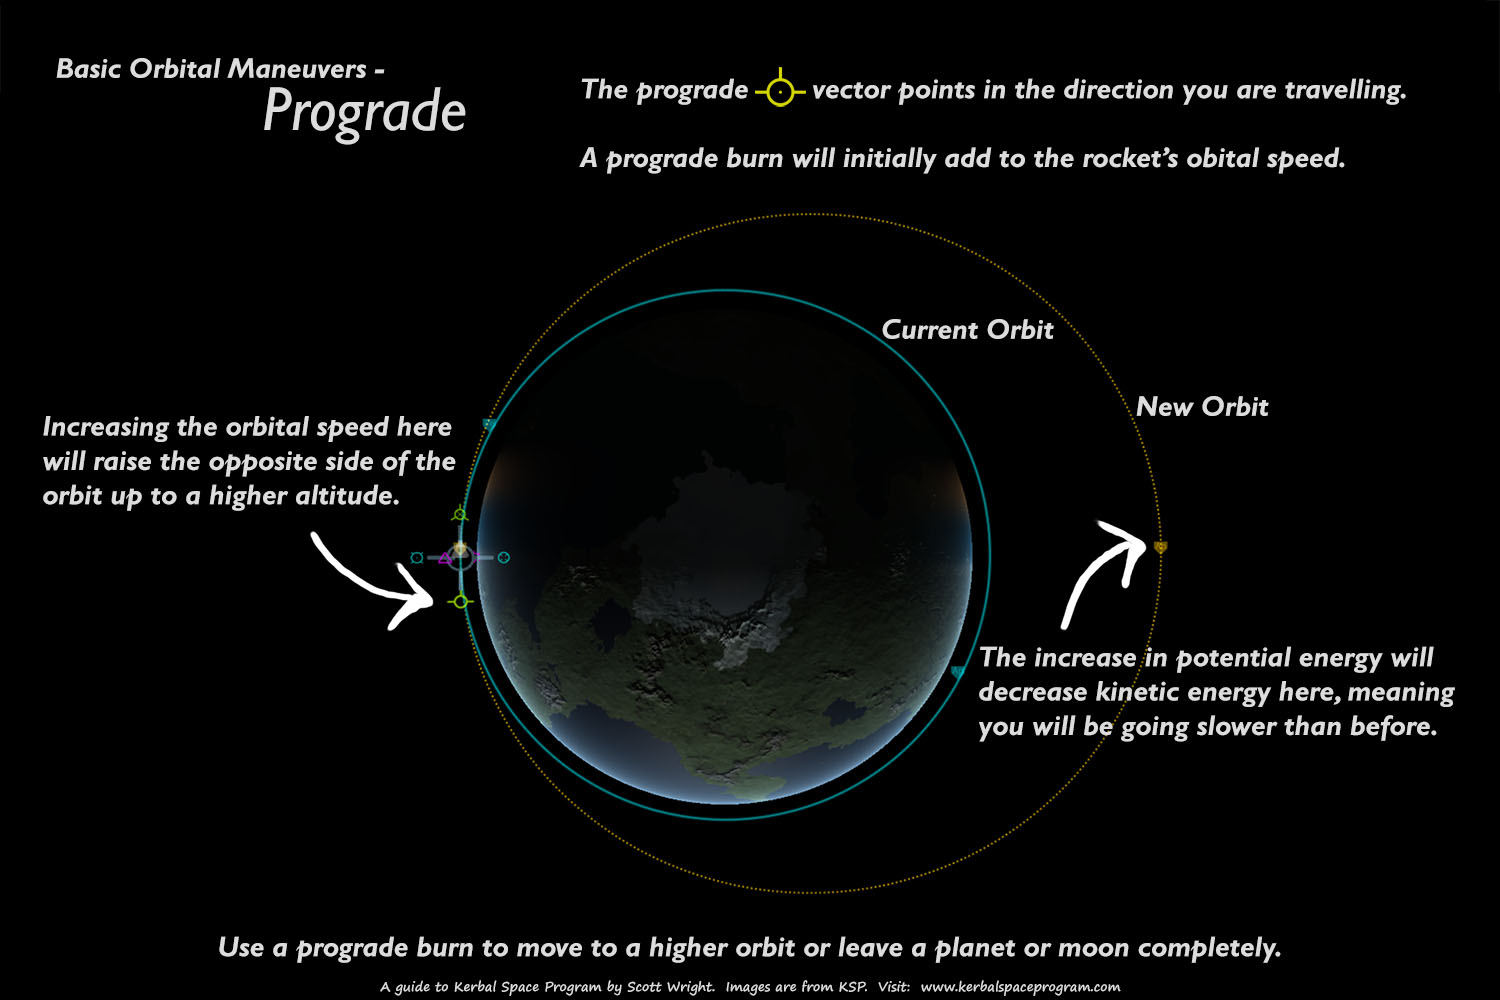 Basic Orbital Maneuvers -
Prograde
The prograde vector points in the direction you are travelling.
A prograde burn will initially add to the rocket's obital speed.
Current Orbit
New Orbit
Increasing the orbital speed here
will raise the opposite side of the
orbit up to a higher altitude.
The increase in potential energy will
decrease kinetic energy here, meaning
you will be going slower than before.
Use a prograde burn to move to a higher orbit or leave a planet or moon completely.
A guide to Kerbal Space Program by Scott Wright.  Images are from KSP.  Visit:  www.kerbalspaceprogram.com